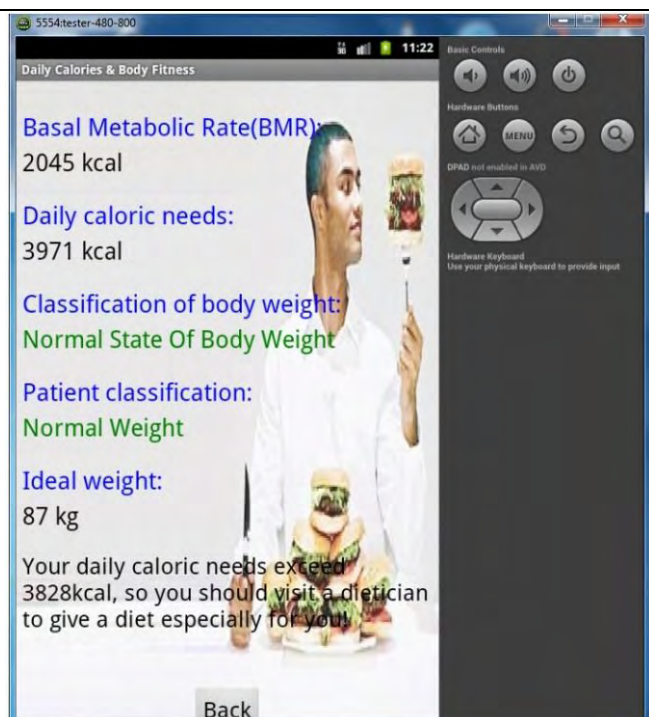 5554:tester-480-800
11:22
Basic Controls
Daily Calories & Body Fitness
Hardware Buttons
MENU
DPAD not enabled in AVD
Hardware Keyboard
Use your physical keyboard to provide input
Basal Metabolic Rate(BMR):
2045 kcal
Daily caloric needs:
3971 kcal
Classification of body weight:
Normal State Of Body Weight
Patient classification:
Normal Weight
Ideal weight:
87 kg
Your daily caloric needs exceed
3828kcal, so you should visit a dietician
to give a diet especially for you!
Back